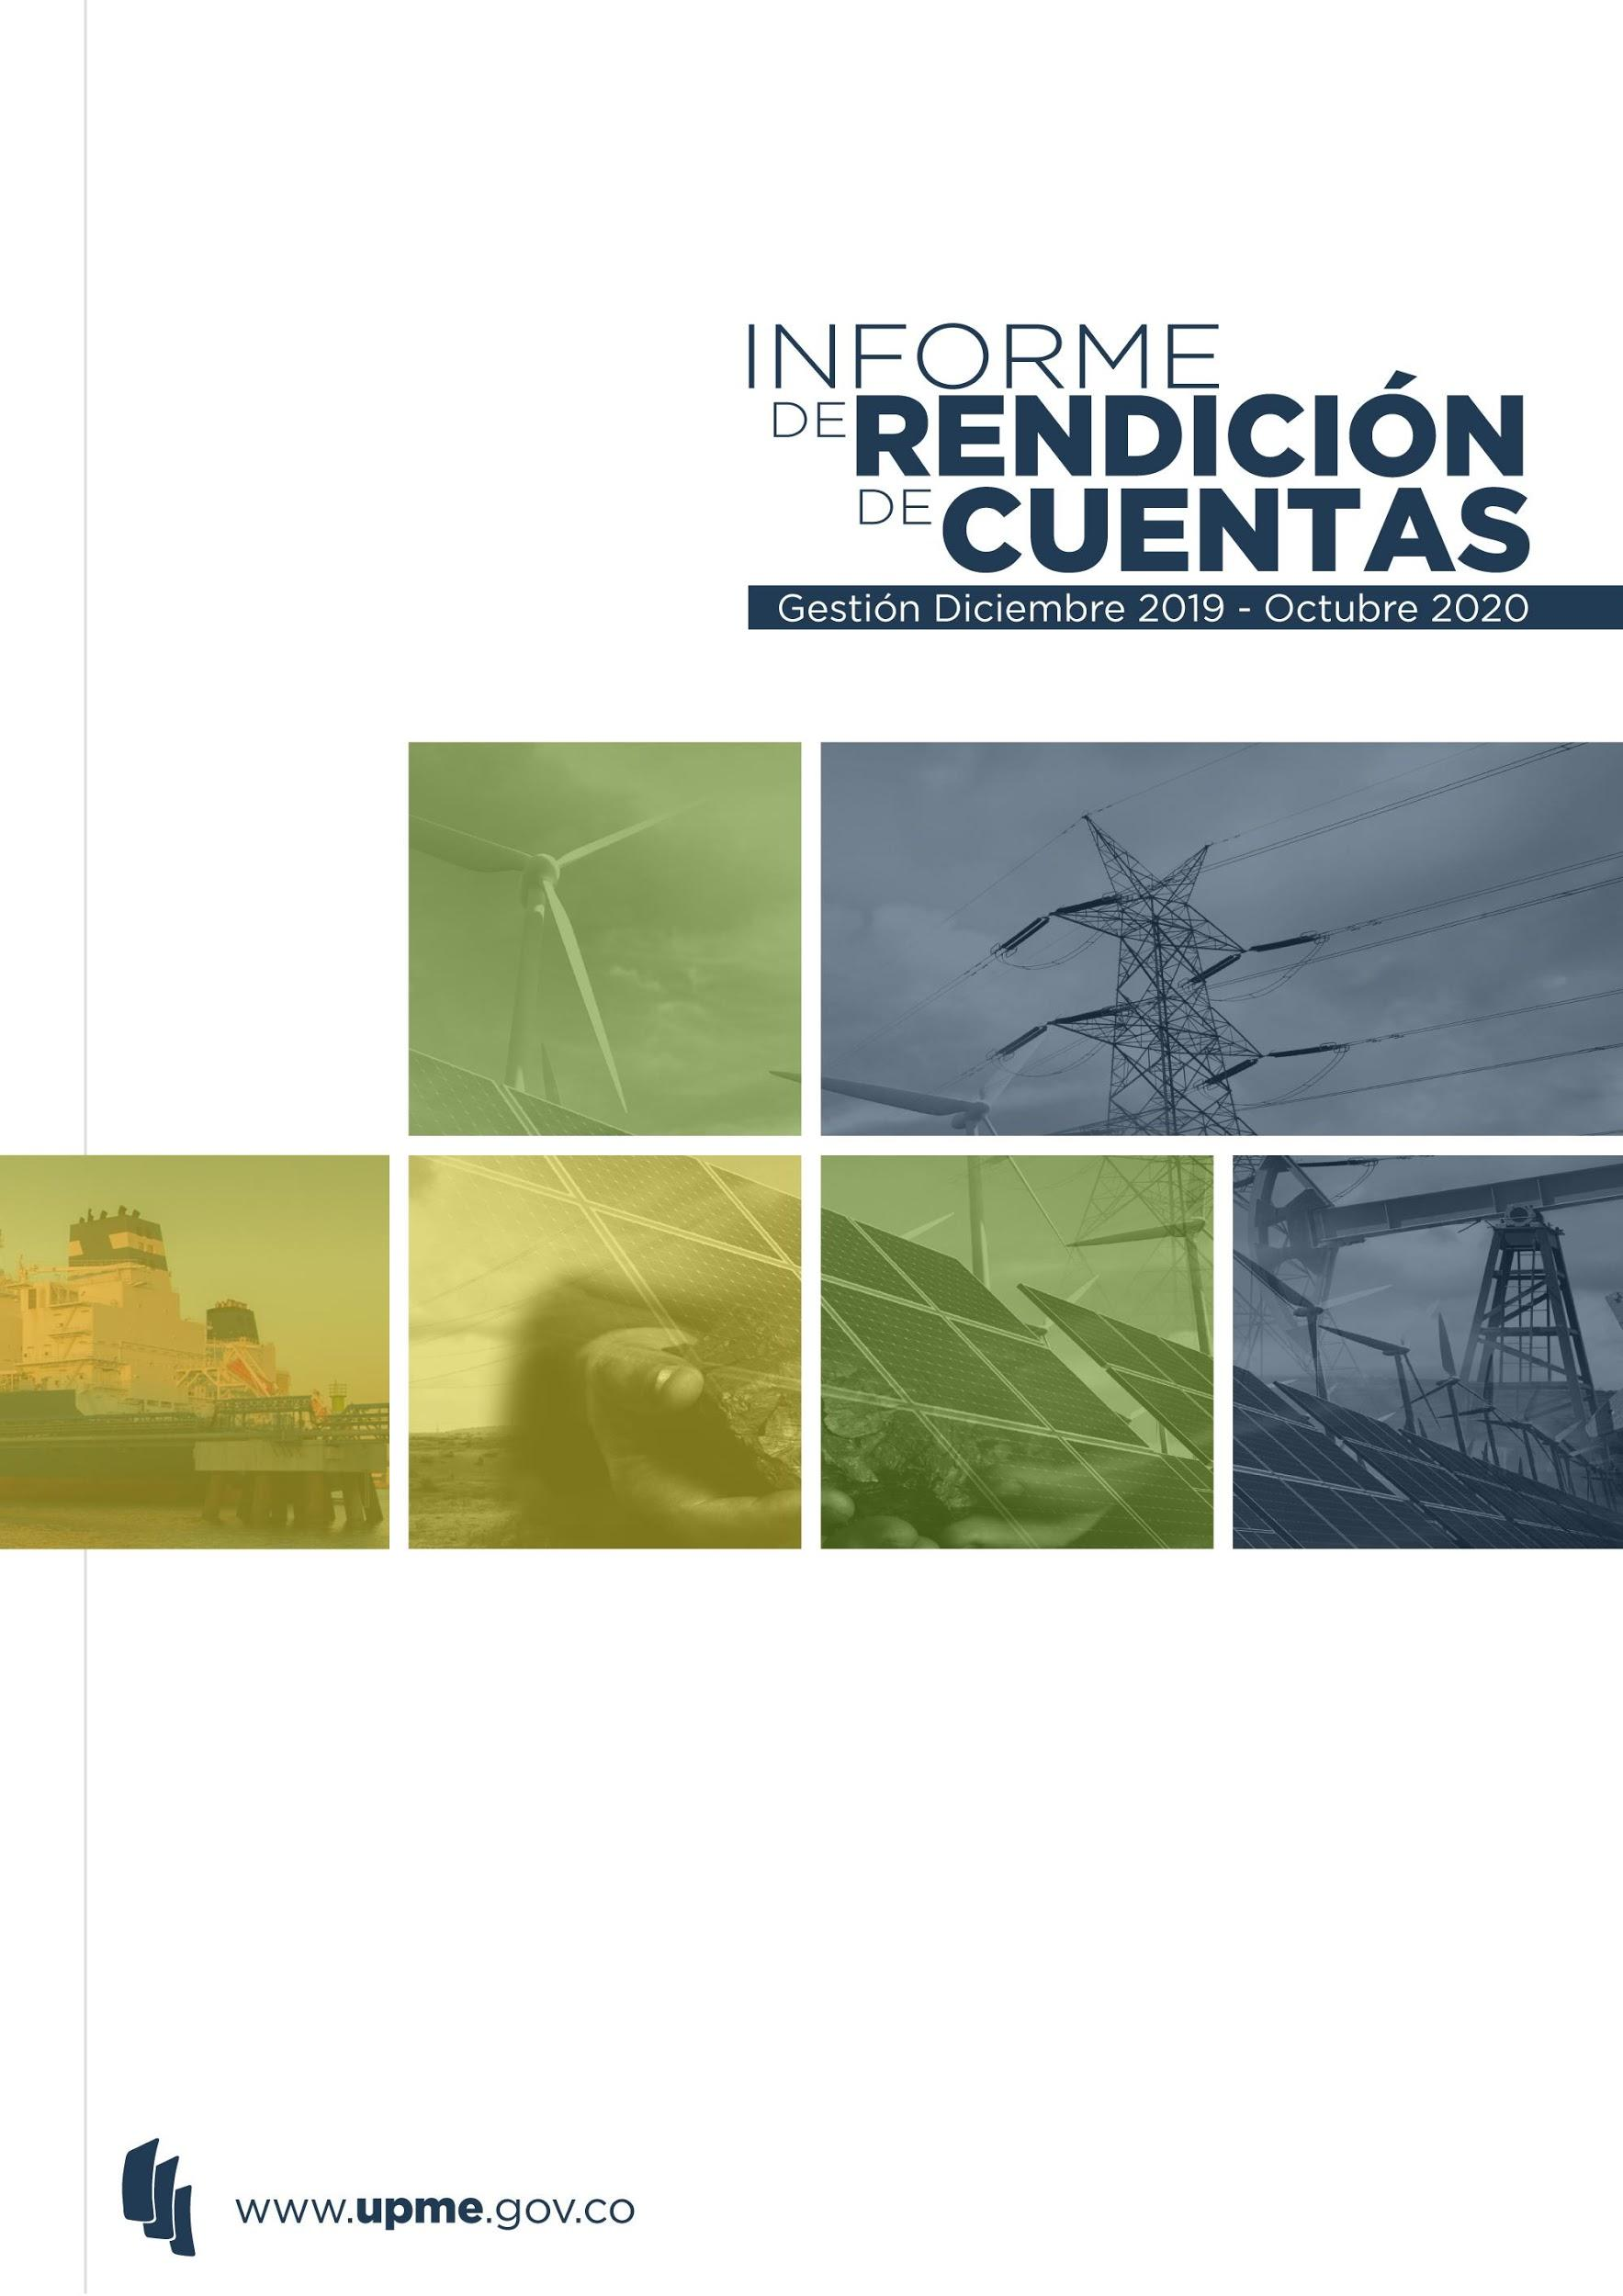 INFORME
DE RENDICIÓN
DE CUENTAS
Gestión Diciembre 2019 - Octubre 2020
www.upme.gov.co